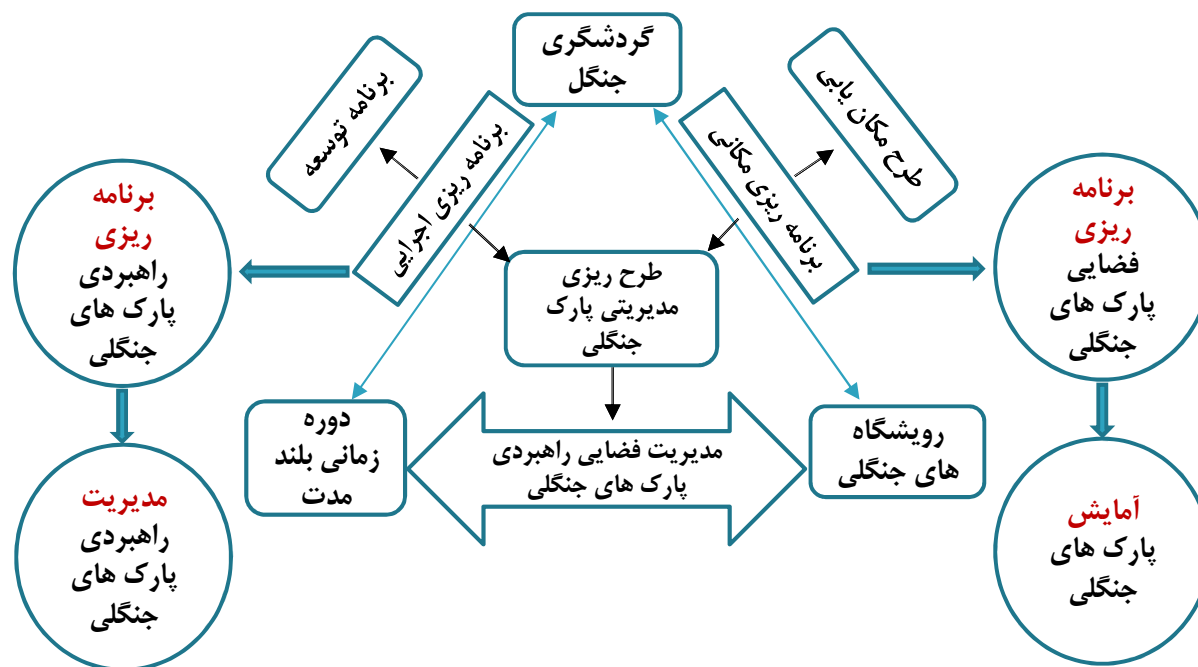 گردشگری
جنگل
طرح مکان یابی
برنامه توسعه
برنامه ریزی مکانی
برنامه ریزی اجرایی
برنامه
ریزی
فضایی
پارک های
جنگلی
برنامه
ریزی
راهبردی
پارک های
جنگلی
طرح ریزی
مدیریتی پارک
جنگلی
رویشگاه
های جنگلی
مدیریت فضایی راهبردی
پارک های جنگلی
دوره
زمانی بلند
مدت
آمایش
پارک های
جنگلی
مدیریت
راهبردی
پارک های
جنگلی